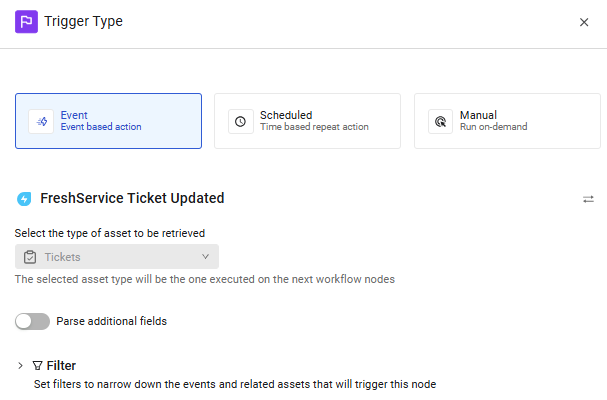 Trigger Type
Event
Event based action
Scheduled
Time based repeat action
Manual
Run on-demand
FreshService Ticket Updated
Select the type of asset to be retrieved
Tickets
The selected asset type will be the one executed on the next workflow nodes
Parse additional fields
Filter
Set filters to narrow down the events and related assets that will trigger this node